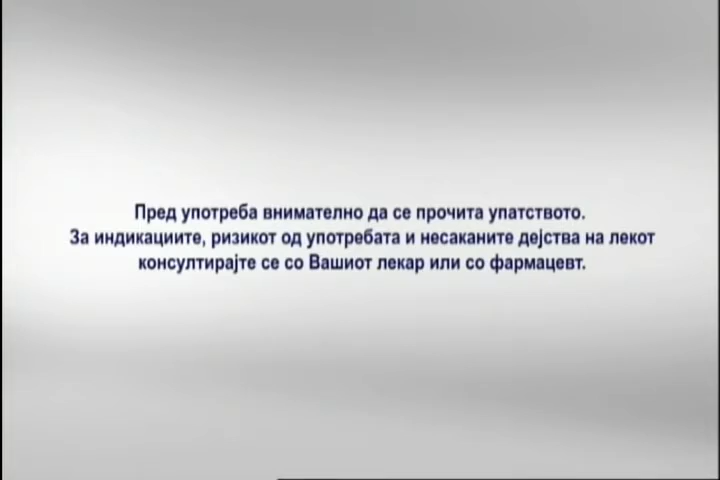 Пред употреба внимателно да се прочита упатството.
За индикациите, ризикот од употребата и несаканите дејства на лекот
консултирајте се со Вашиот лекар или со фармацевт.